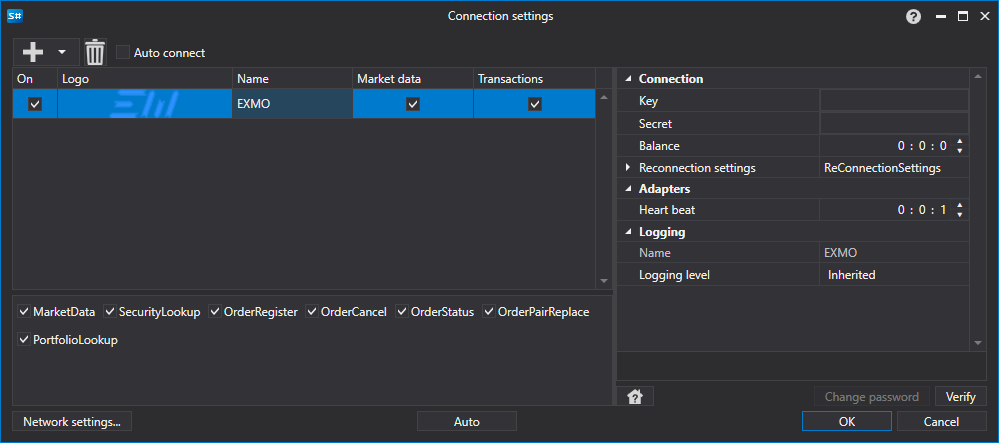 S# Connection settings ?
Auto connect
On Logo Name Market data Transactions
EXMO
MarketData SecurityLookup OrderRegister OrderCancel OrderStatus OrderPairReplace
PortfolioLookup
Connection
Key
Secret
Balance 0 : 0 : 0
Reconnection settings ReConnectionSettings
Adapters
Heart beat 0 : 0 : 1
Logging
Name EXMO
Logging level Inherited
? Change password Verify
Network settings... Auto OK Cancel